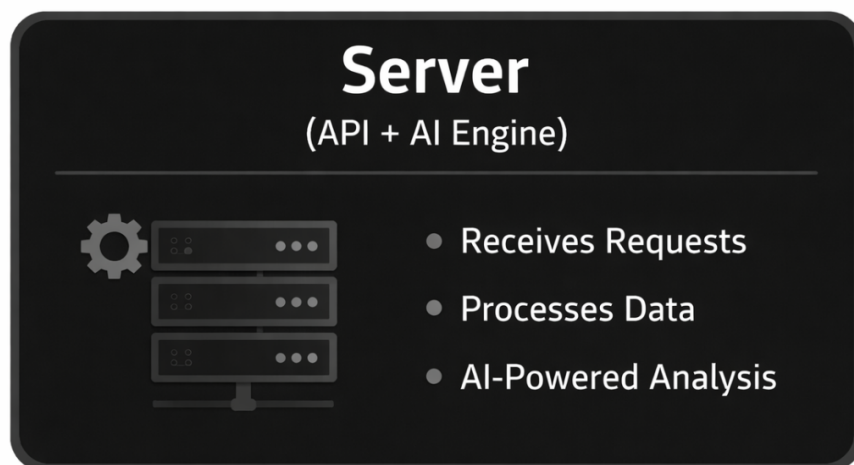 Server
(API + AI Engine)
Receives Requests
Processes Data
AI-Powered Analysis